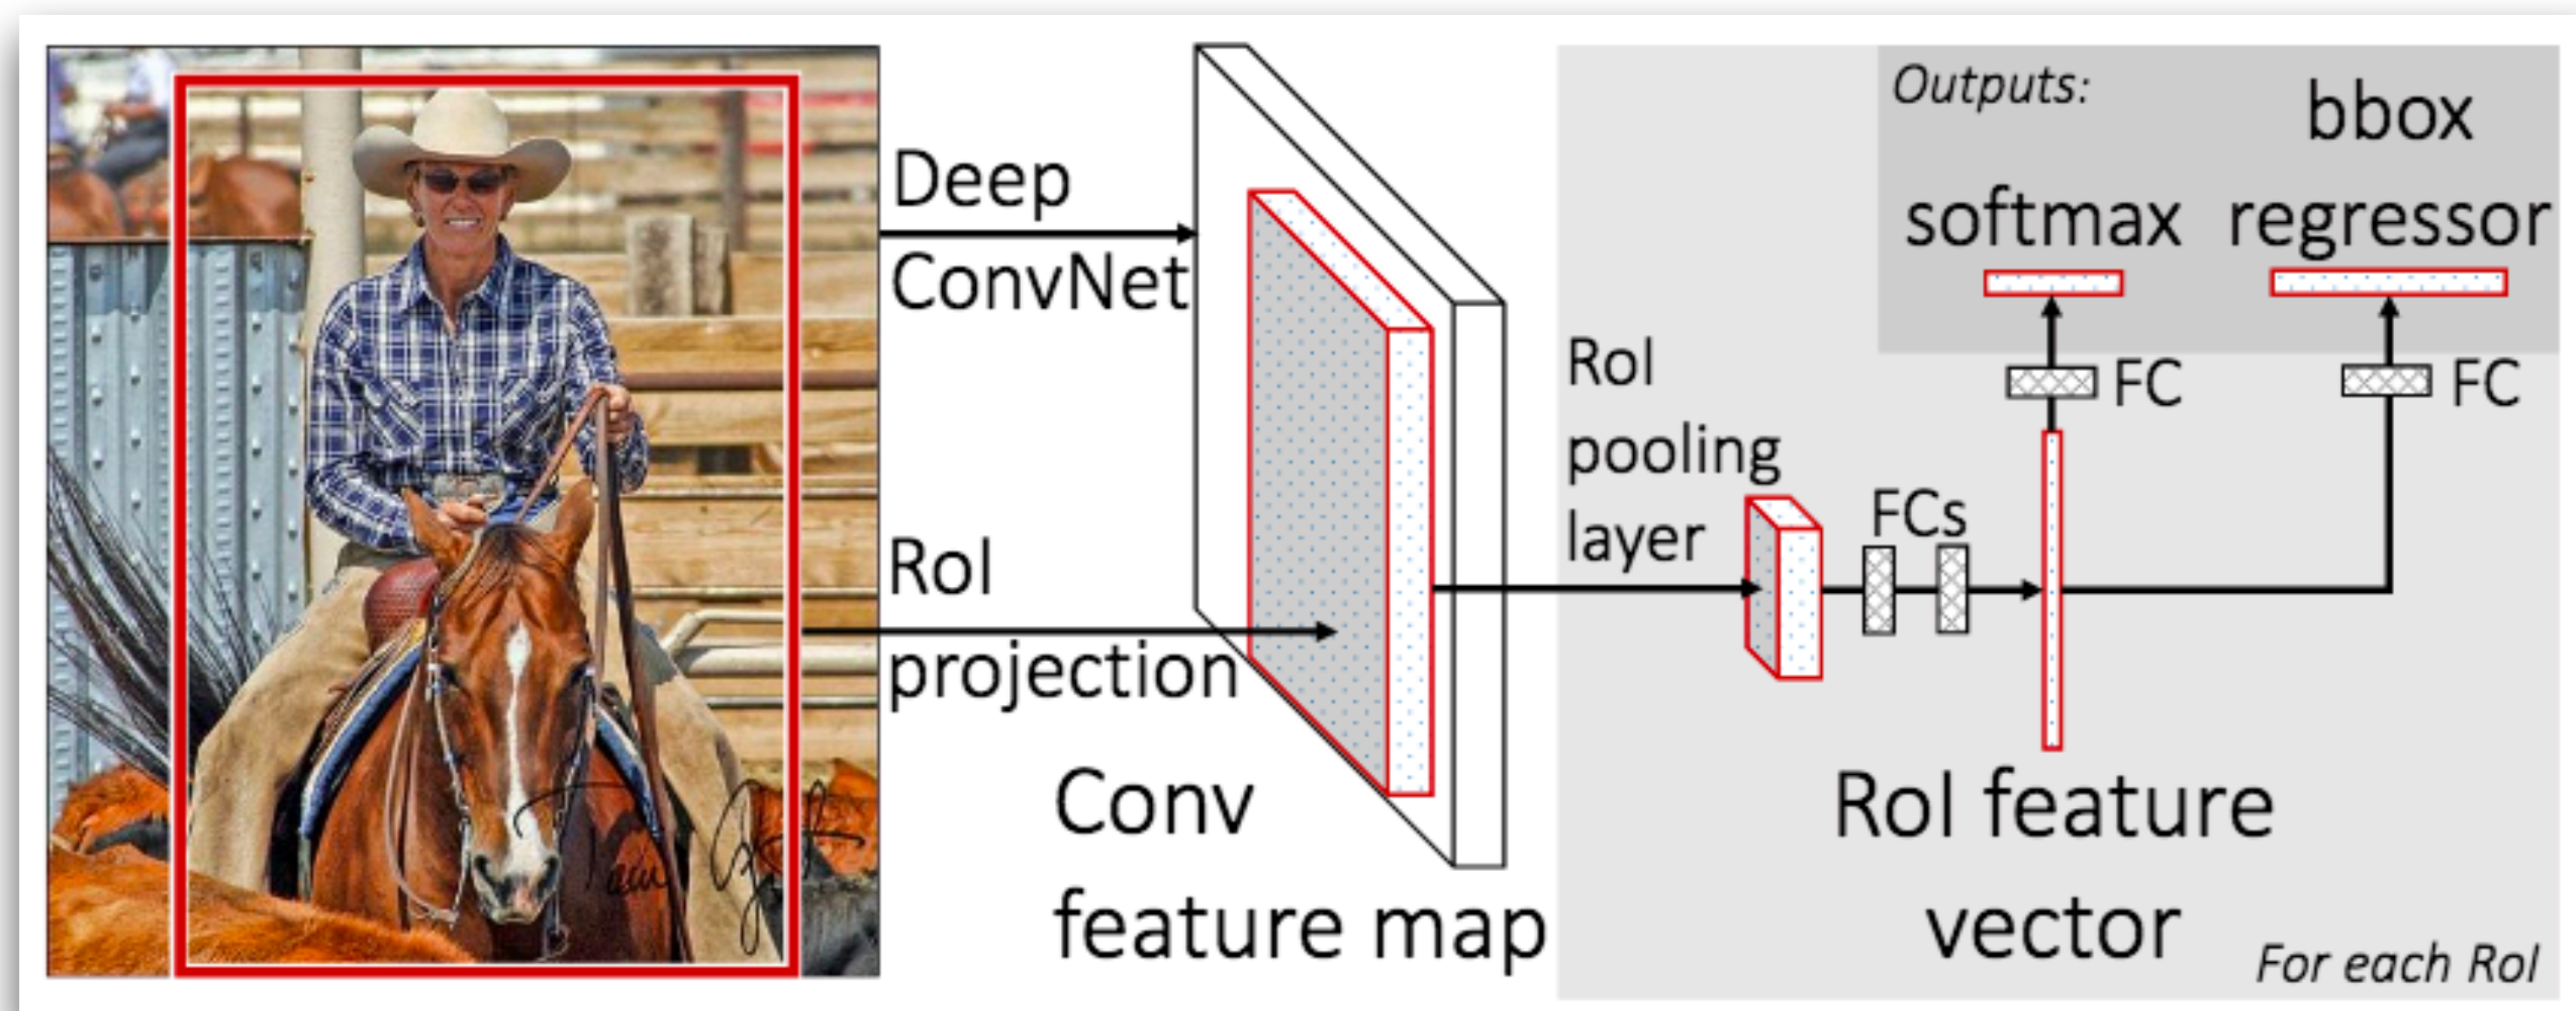 Deep
ConvNet
RoI
projection
Conv
feature map
RoI
pooling
layer
FCs
RoI feature
vector
For each RoI
Outputs:
softmax
bbox
regressor
FC
FC